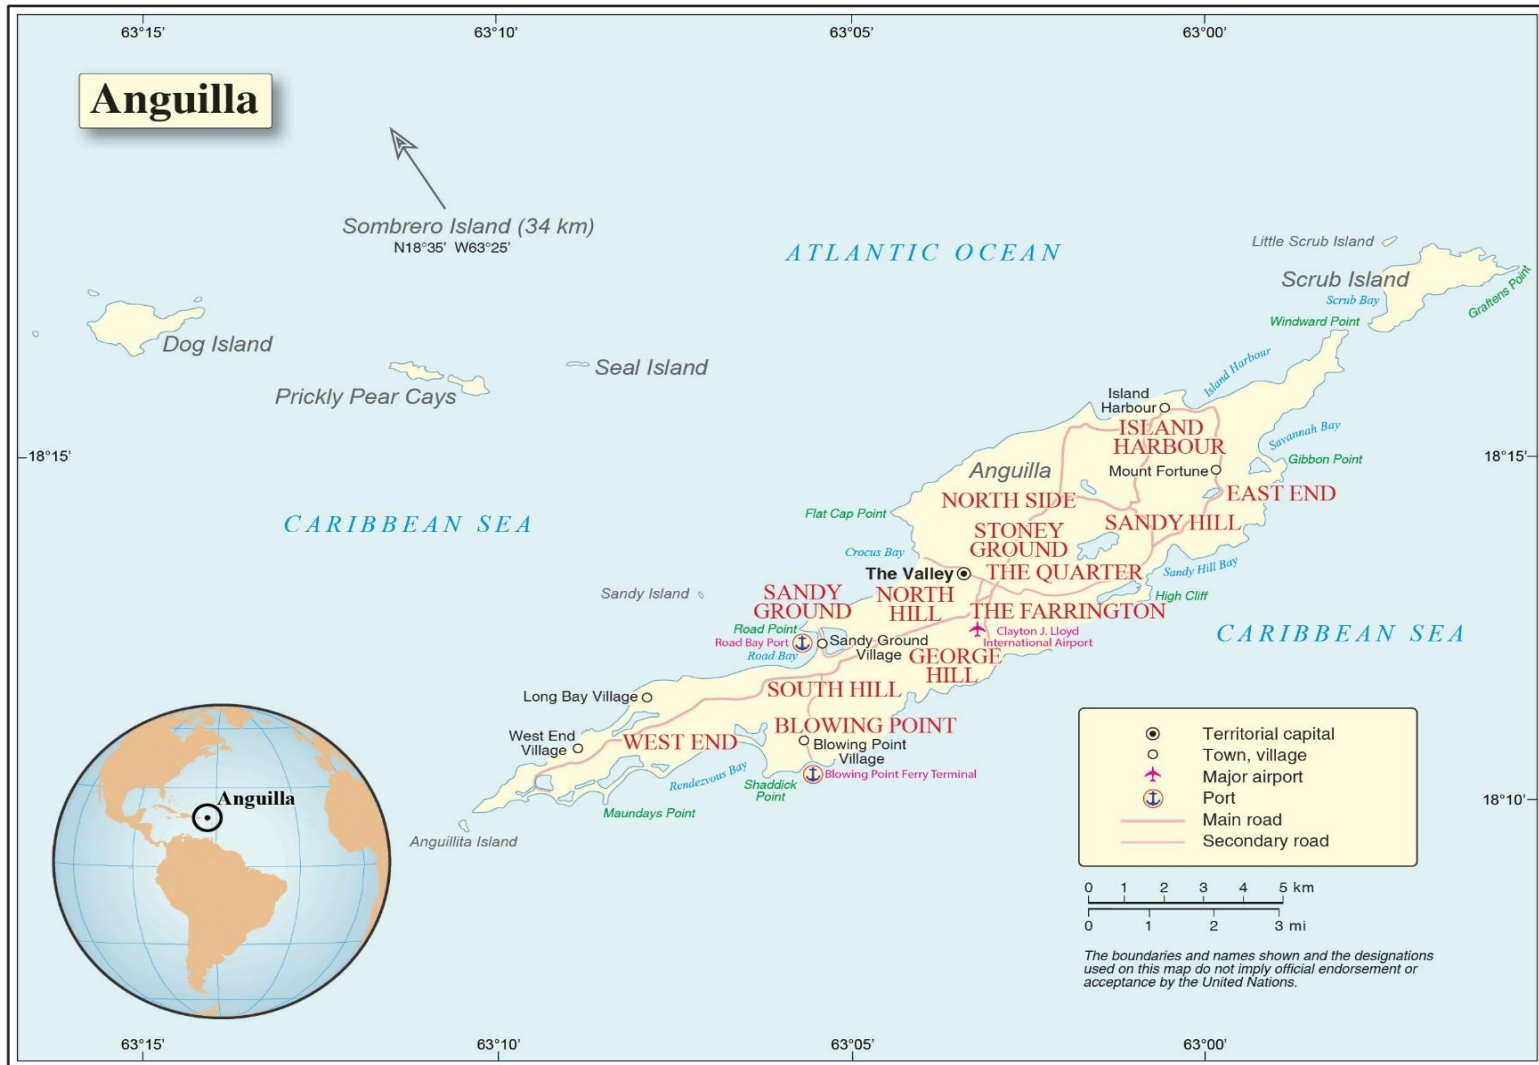 63°15'
63°10'
63°05'
63°00'
Anguilla
Sombrero Island (34 km)
N18°35'  W63°25'
ATLANTIC OCEAN
Little Scrub Island
Scrub Island
Scrub Bay
Graftens Point
Windward Point
Dog Island
Seal Island
Prickly Pear Cays
Island Harbour
Island
Harbour
ISLAND
HARBOUR
Savannah Bay
18°15'
18°15'
Gibbon Point
Mount Fortune
Anguilla
NORTH SIDE
EAST END
Flat Cap Point
CARIBBEAN SEA
SANDY HILL
STONEY
GROUND
Crocus Bay
The Valley
THE QUARTER
Sandy Hill Bay
High Cliff
Sandy Island
SANDY
GROUND
NORTH
HILL
THE FARRINGTON
Road Point
Road Bay Port
Road Bay
Sandy Ground
Village
Clayton J. Lloyd
International Airport
CARIBBEAN SEA
GEORGE
HILL
SOUTH HILL
Long Bay Village
BLOWING POINT
West End
Village
WEST END
Blowing Point
Village
Rendezvous Bay
Blowing Point Ferry Terminal
Shaddick
Point
Maundays Point
Anguillita Island
18°10'
Anguilla
Territorial capital
Town, village
Major airport
Port
Main road
Secondary road
0 1 2 3 4 5 km
0 1 2 3 mi
The boundaries and names shown and the designations
used on this map do not imply official endorsement or
acceptance by the United Nations.
63°15'
63°10'
63°05'
63°00'